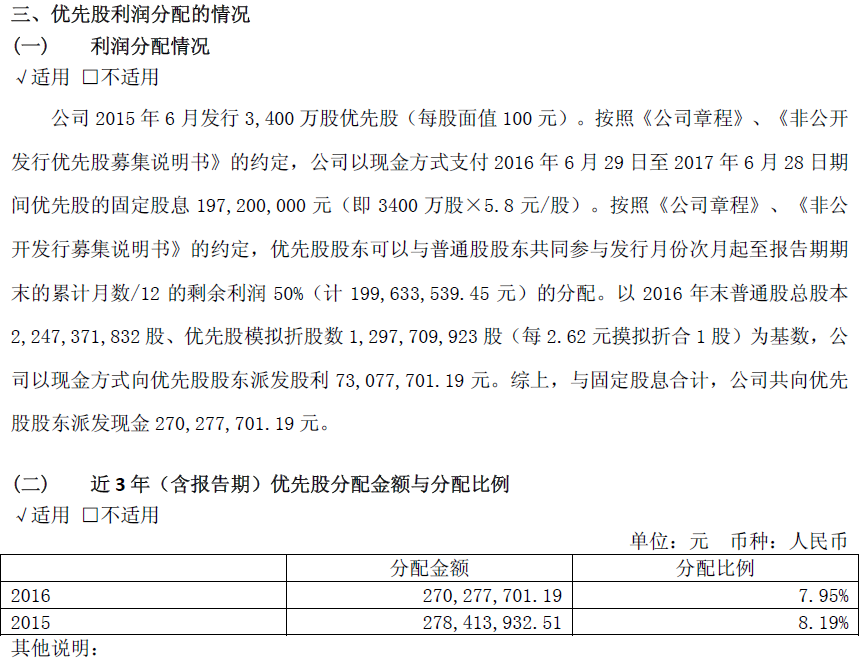 三、优先股利润分配的情况
(一) 利润分配情况
√适用 □不适用
公司 2015 年 6 月发行 3,400 万股优先股（每股面值 100 元）。按照《公司章程》、《非公开
发行优先股募集说明书》的约定，公司以现金方式支付 2016 年 6 月 29 日至 2017 年 6 月 28 日期
间优先股的固定股息 197,200,000 元（即 3400 万股×5.8 元/股）。按照《公司章程》、《非公
开发行募集说明书》的约定，优先股股东可以与普通股股东共同参与发行月份次月起至报告期期
末的累计月数/12 的剩余利润 50%（计 199,633,539.45 元）的分配。以 2016 年末普通股总股本
2,247,371,832 股、优先股模拟折股数 1,297,709,923 股（每 2.62 元摸拟折合 1 股）为基数，公
司以现金方式向优先股股东派发股利 73,077,701.19 元。综上，与固定股息合计，公司共向优先
股股东派发现金 270,277,701.19 元。
(二) 近 3 年（含报告期）优先股分配金额与分配比例
√适用 □不适用
单位：元 币种：人民币
分配金额 分配比例
2016 270,277,701.19 7.95%
2015 278,413,932.51 8.19%
其他说明：